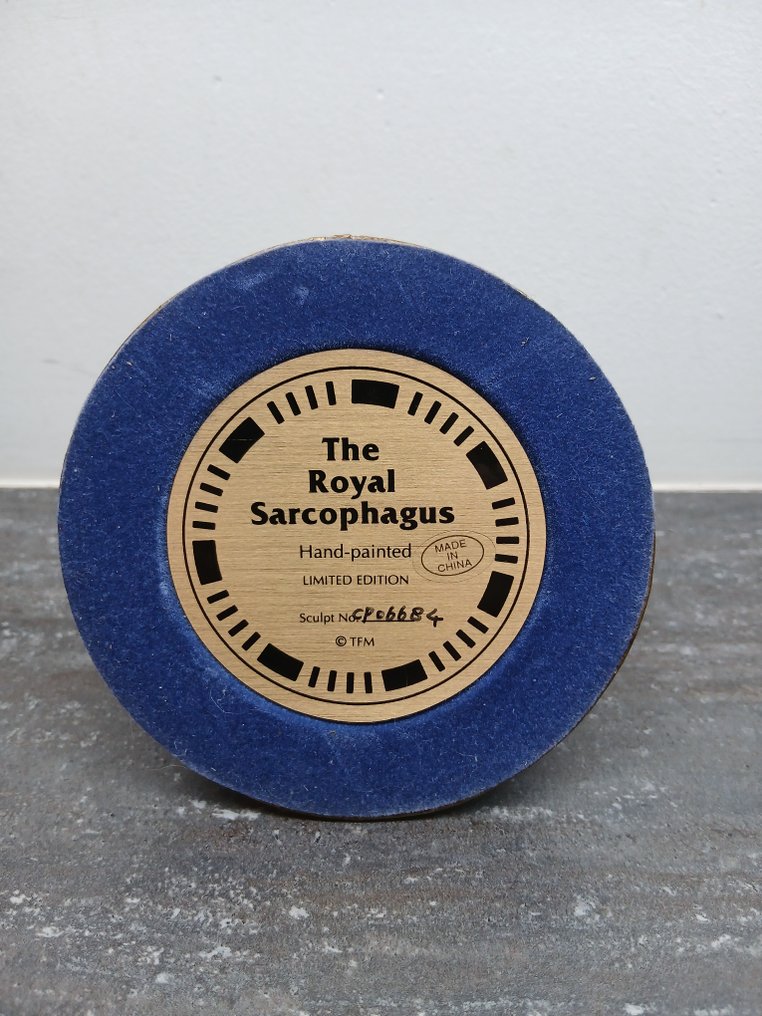 The
Royal
Sarcophagus
Hand-painted
MADE
IN
CHINA
LIMITED EDITION
Sculpt No. CP06684
© TFM